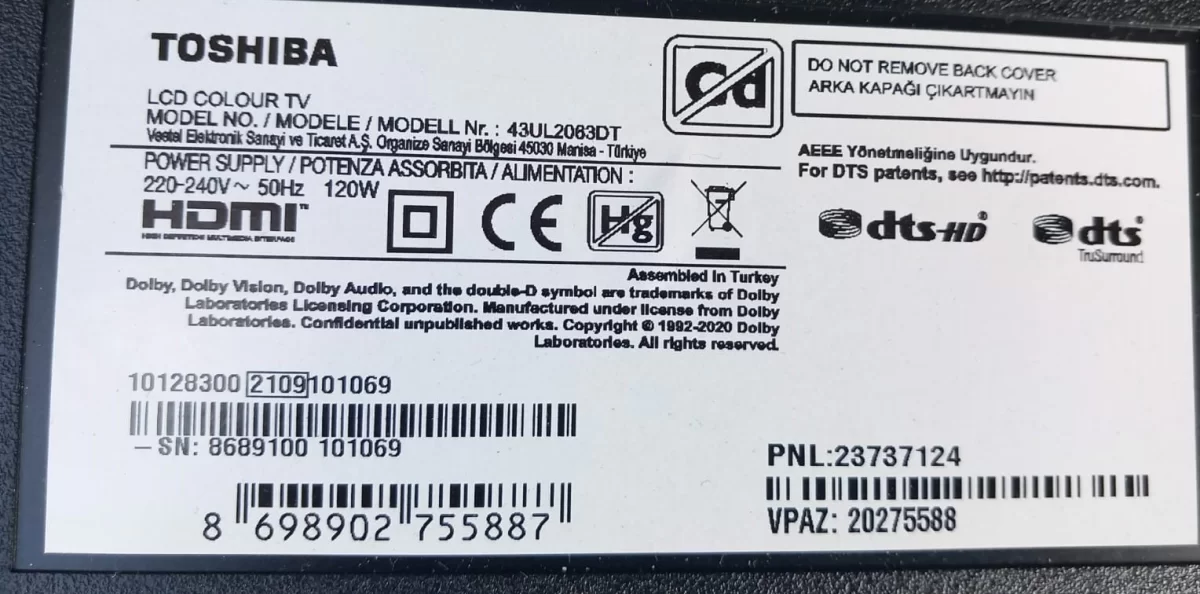 TOSHIBA
LCD COLOUR TV
MODEL NO. / MODELE / MODELL Nr. : 43UL2063DT
Vestel Elektronik Sanayi ve Ticaret A.Ş. Organize Sanayi Bölgesi 45030 Manisa - Türkiye
POWER SUPPLY / POTENZA ASSORBITA / ALIMENTATION :
220-240V~ 50Hz 120W
HDMI™
HIGH DEFINITION MULTIMEDIA INTERFACE
CE
Hg
Cd
DO NOT REMOVE BACK COVER
ARKA KAPAĞI ÇIKARTMAYIN
AEEE Yönetmeliğine Uygundur.
For DTS patents, see http://patents.dts.com.
dts-HD®
dts®
TruSurround
Assembled In Turkey
Dolby, Dolby Vision, Dolby Audio, and the double-D symbol are trademarks of Dolby
Laboratories Licensing Corporation. Manufactured under license from Dolby
Laboratories. Confidential unpublished works. Copyright © 1992-2020 Dolby
Laboratories. All rights reserved.
10128300 2109 101069
SN: 8689100 101069
8 698902 755887
PNL:23737124
VPAZ: 20275588